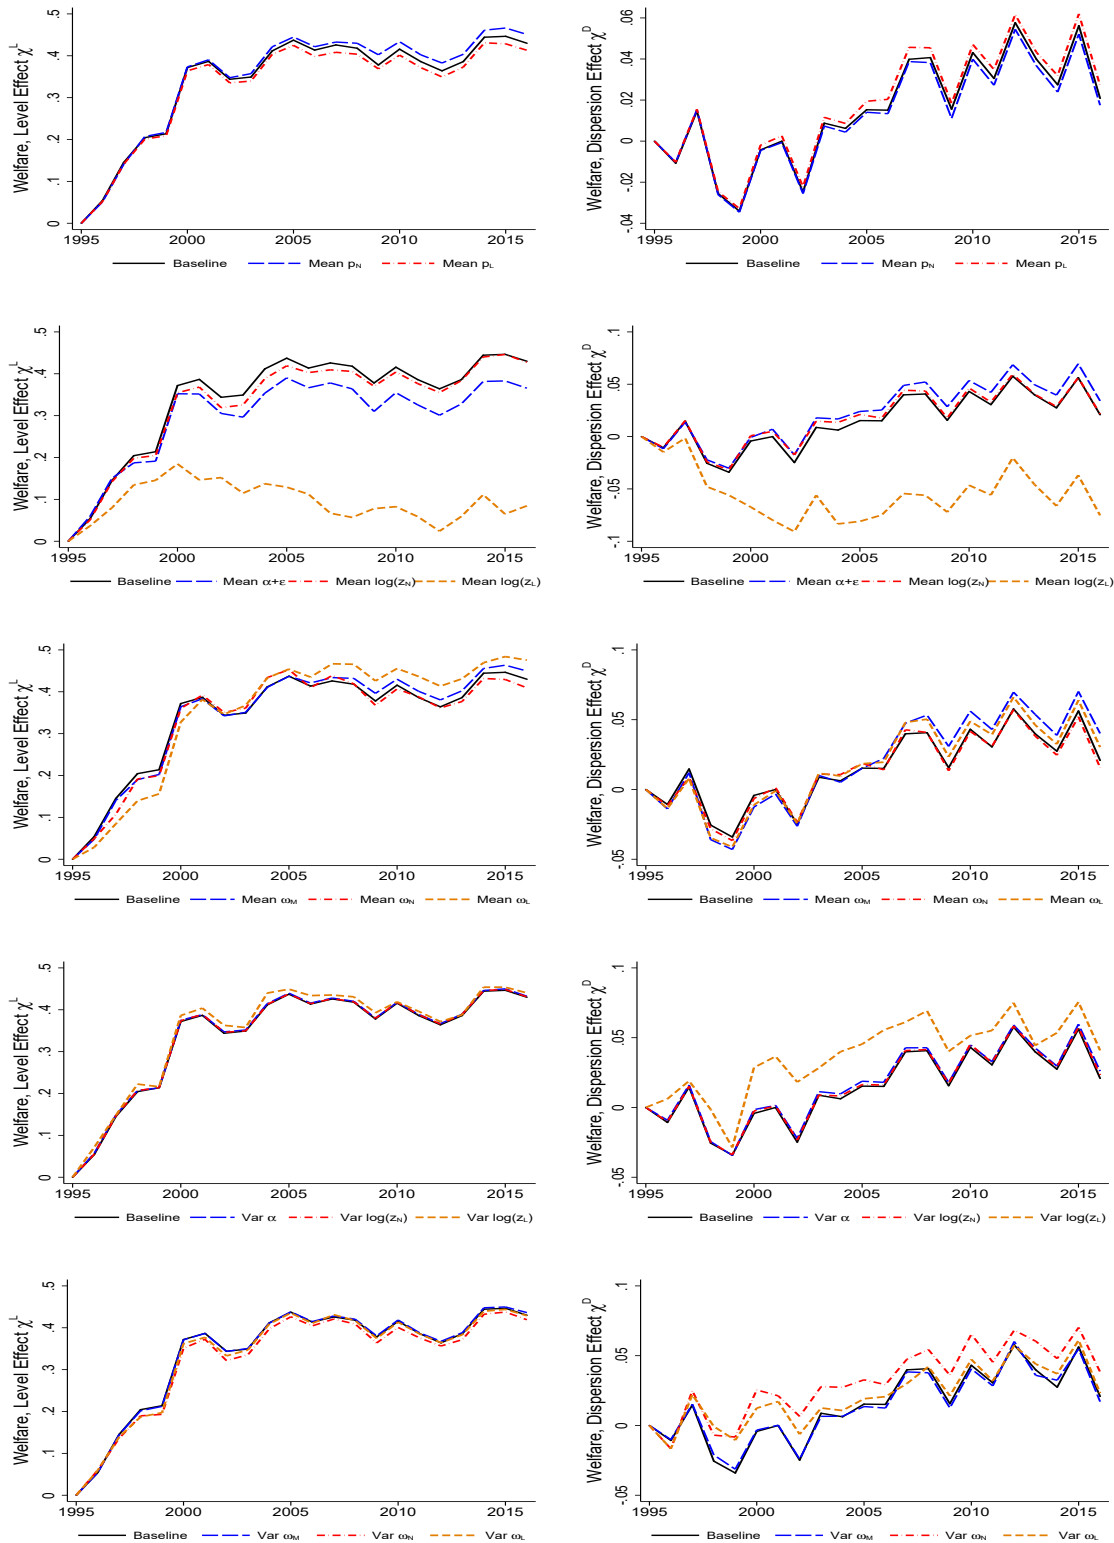 Welfare, Level Effect χᴸ
.5
.4
.3
.2
.1
0
1995 2000 2005 2010 2015
Baseline Mean pN Mean pL
Welfare, Dispersion Effect χᴰ
.06
.04
.02
0
-.02
-.04
1995 2000 2005 2010 2015
Baseline Mean pN Mean pL
Welfare, Level Effect χᴸ
.5
.4
.3
.2
.1
0
1995 2000 2005 2010 2015
Baseline Mean α+ε Mean log(zN) Mean log(zL)
Welfare, Dispersion Effect χᴰ
.1
.05
0
-.05
-.1
1995 2000 2005 2010 2015
Baseline Mean α+ε Mean log(zN) Mean log(zL)
Welfare, Level Effect χᴸ
.5
.4
.3
.2
.1
0
1995 2000 2005 2010 2015
Baseline Mean ωM Mean ωN Mean ωL
Welfare, Dispersion Effect χᴰ
.1
.05
0
-.05
1995 2000 2005 2010 2015
Baseline Mean ωM Mean ωN Mean ωL
Welfare, Level Effect χᴸ
.5
.4
.3
.2
.1
0
1995 2000 2005 2010 2015
Baseline Var α Var log(zN) Var log(zL)
Welfare, Dispersion Effect χᴰ
.1
.05
0
-.05
1995 2000 2005 2010 2015
Baseline Var α Var log(zN) Var log(zL)
Welfare, Level Effect χᴸ
.5
.4
.3
.2
.1
0
1995 2000 2005 2010 2015
Baseline Var ωM Var ωN Var ωL
Welfare, Dispersion Effect χᴰ
.1
.05
0
-.05
1995 2000 2005 2010 2015
Baseline Var ωM Var ωN Var ωL